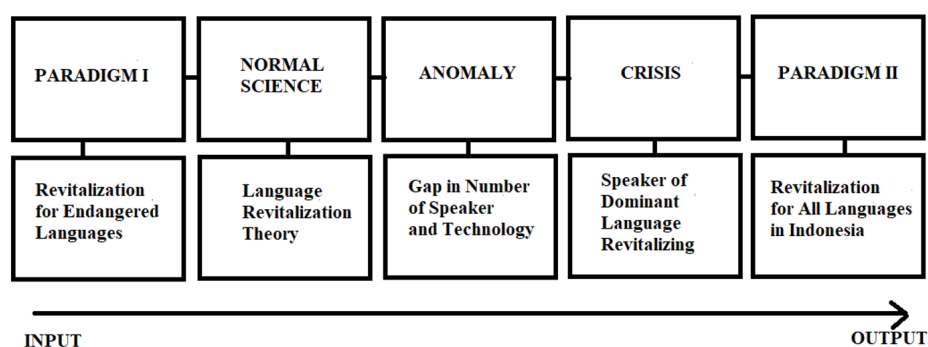 PARADIGM I
NORMAL
SCIENCE
ANOMALY
CRISIS
PARADIGM II
Revitalization
for Endangered
Languages
Language
Revitalization
Theory
Gap in Number
of Speaker
and Technology
Speaker of
Dominant
Language
Revitalizing
Revitalization
for All Languages
in Indonesia
INPUT
OUTPUT